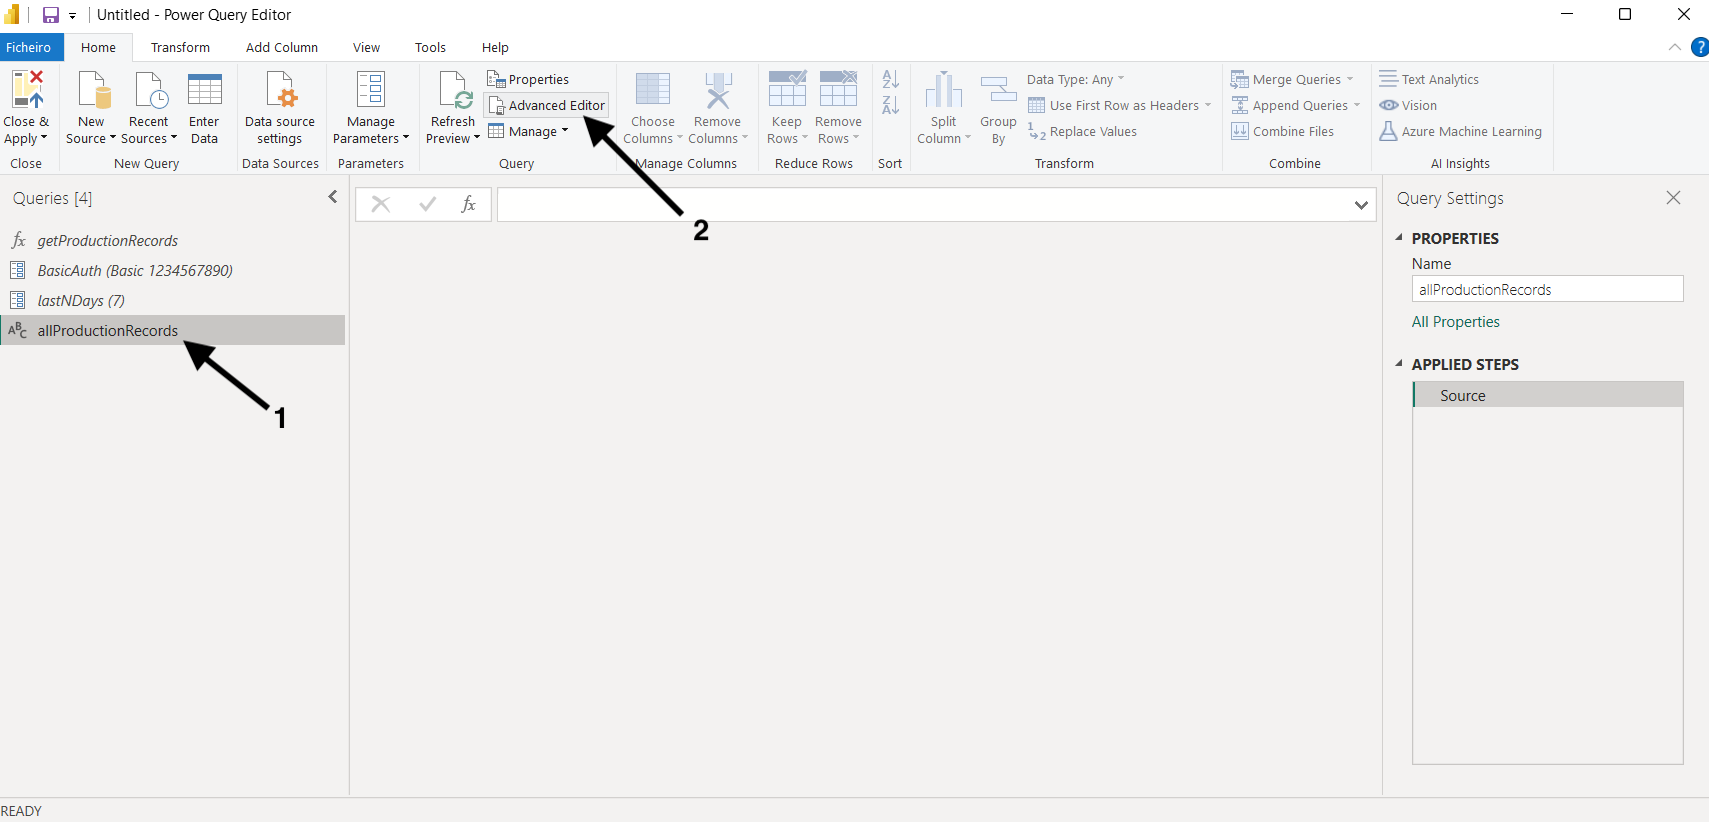 Untitled - Power Query Editor
Ficheiro Home Transform Add Column View Tools Help
?
Close & Apply
Close
New Source
Recent Sources
Enter Data
New Query
Data source settings
Data Sources
Manage Parameters
Parameters
Refresh Preview
Properties
Advanced Editor
Manage
Query
Choose Columns
Remove Columns
Manage Columns
Keep Rows
Remove Rows
Reduce Rows
A Z
Z A
Sort
Split Column
Group By
Data Type: Any
Use First Row as Headers
1 2 Replace Values
Transform
Merge Queries
Append Queries
Combine Files
Combine
Text Analytics
Vision
Azure Machine Learning
AI Insights
Queries [4]
fx getProductionRecords
BasicAuth (Basic 1234567890)
lastNDays (7)
ABC allProductionRecords
1
fx
2
Query Settings
PROPERTIES
Name
allProductionRecords
All Properties
APPLIED STEPS
Source
READY